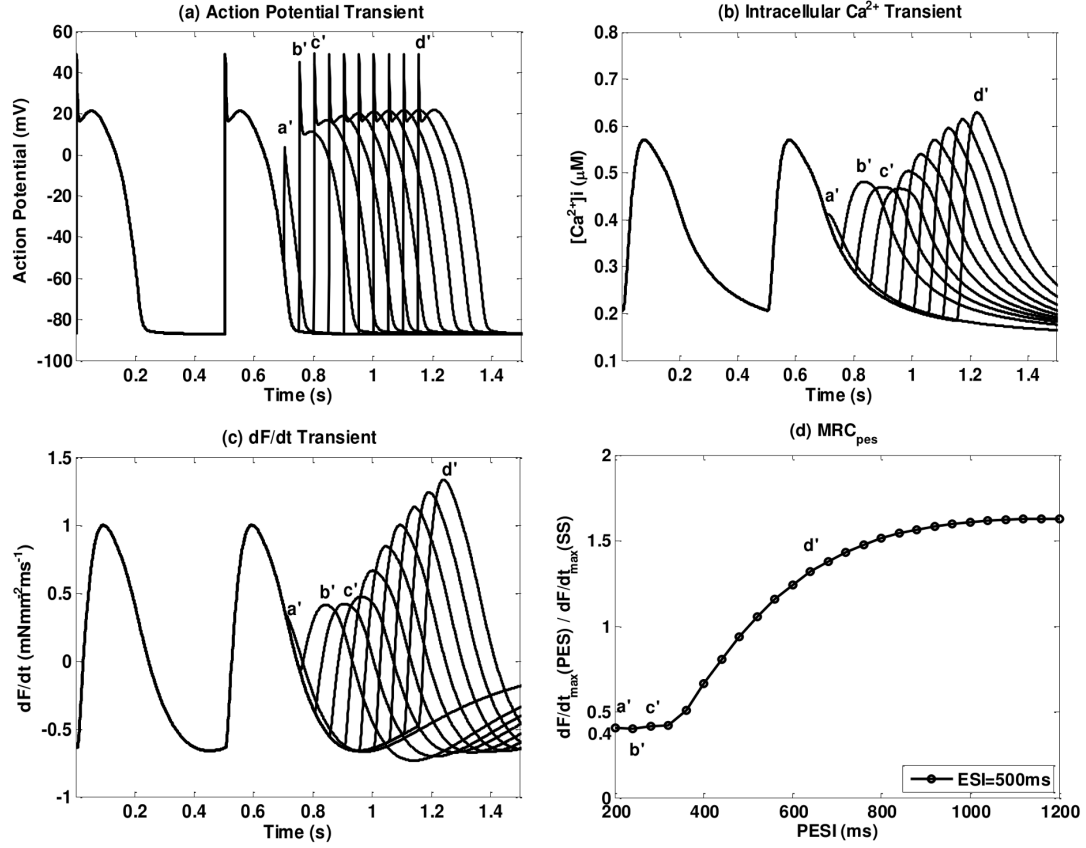 (a) Action Potential Transient
60
40
20
0
-20
-40
-60
-80
-100
Action Potential (mV)
a'
b'
c'
d'
0.2
0.4
0.6
0.8
1
1.2
1.4
Time (s)
(b) Intracellular Ca2+ Transient
0.8
0.7
0.6
0.5
0.4
0.3
0.2
0.1
[Ca2+]i (μM)
a'
b'
c'
d'
0.2
0.4
0.6
0.8
1
1.2
1.4
Time (s)
(c) dF/dt Transient
1.5
1
0.5
0
-0.5
-1
dF/dt (mNmm-2ms-1)
a'
b'
c'
d'
0.2
0.4
0.6
0.8
1
1.2
1.4
Time (s)
(d) MRCpes
2
1.5
1
0.5
0.4
0
dF/dtmax(PES) / dF/dtmax(SS)
a'
b'
c'
d'
ESI=500ms
200
400
600
800
1000
1200
PESI (ms)